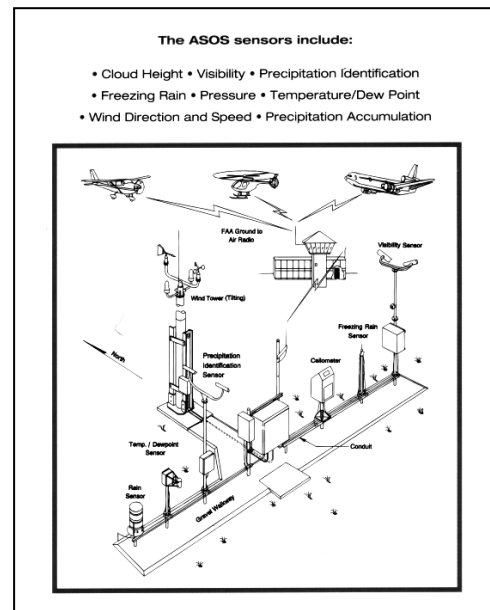 The ASOS sensors include:
• Cloud Height • Visibility • Precipitation Identification
• Freezing Rain • Pressure • Temperature/Dew Point
• Wind Direction and Speed • Precipitation Accumulation
FAA Ground to
Air Radio
Visibility Sensor
Wind Tower (Tilting)
Freezing Rain
Sensor
North
Precipitation
Identification
Sensor
Ceilometer
Temp. / Dewpoint
Sensor
Conduit
Rain
Sensor
Gravel Walkway